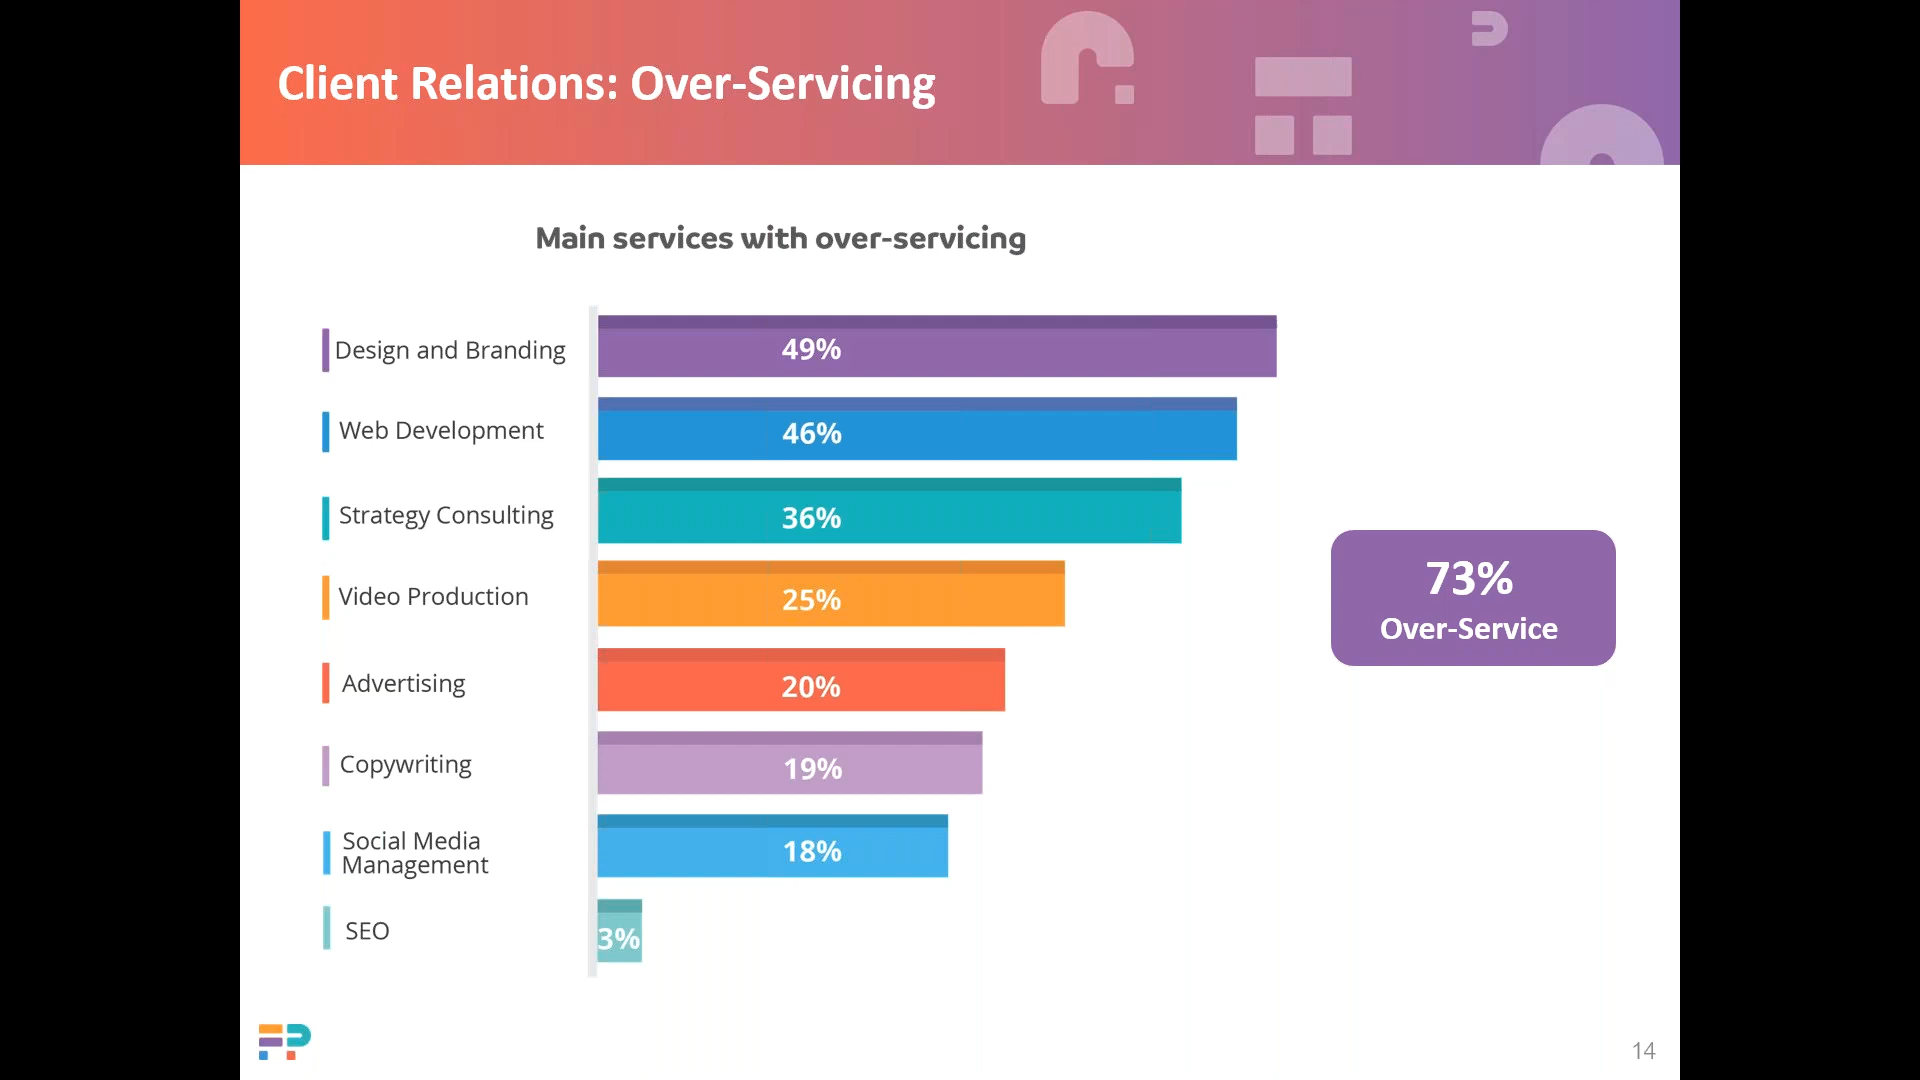 Client Relations: Over-Servicing
Main services with over-servicing
Design and Branding
49%
Web Development
46%
Strategy Consulting
36%
Video Production
25%
73%
Over-Service
Advertising
20%
Copywriting
19%
Social Media
Management
18%
SEO
3%
14